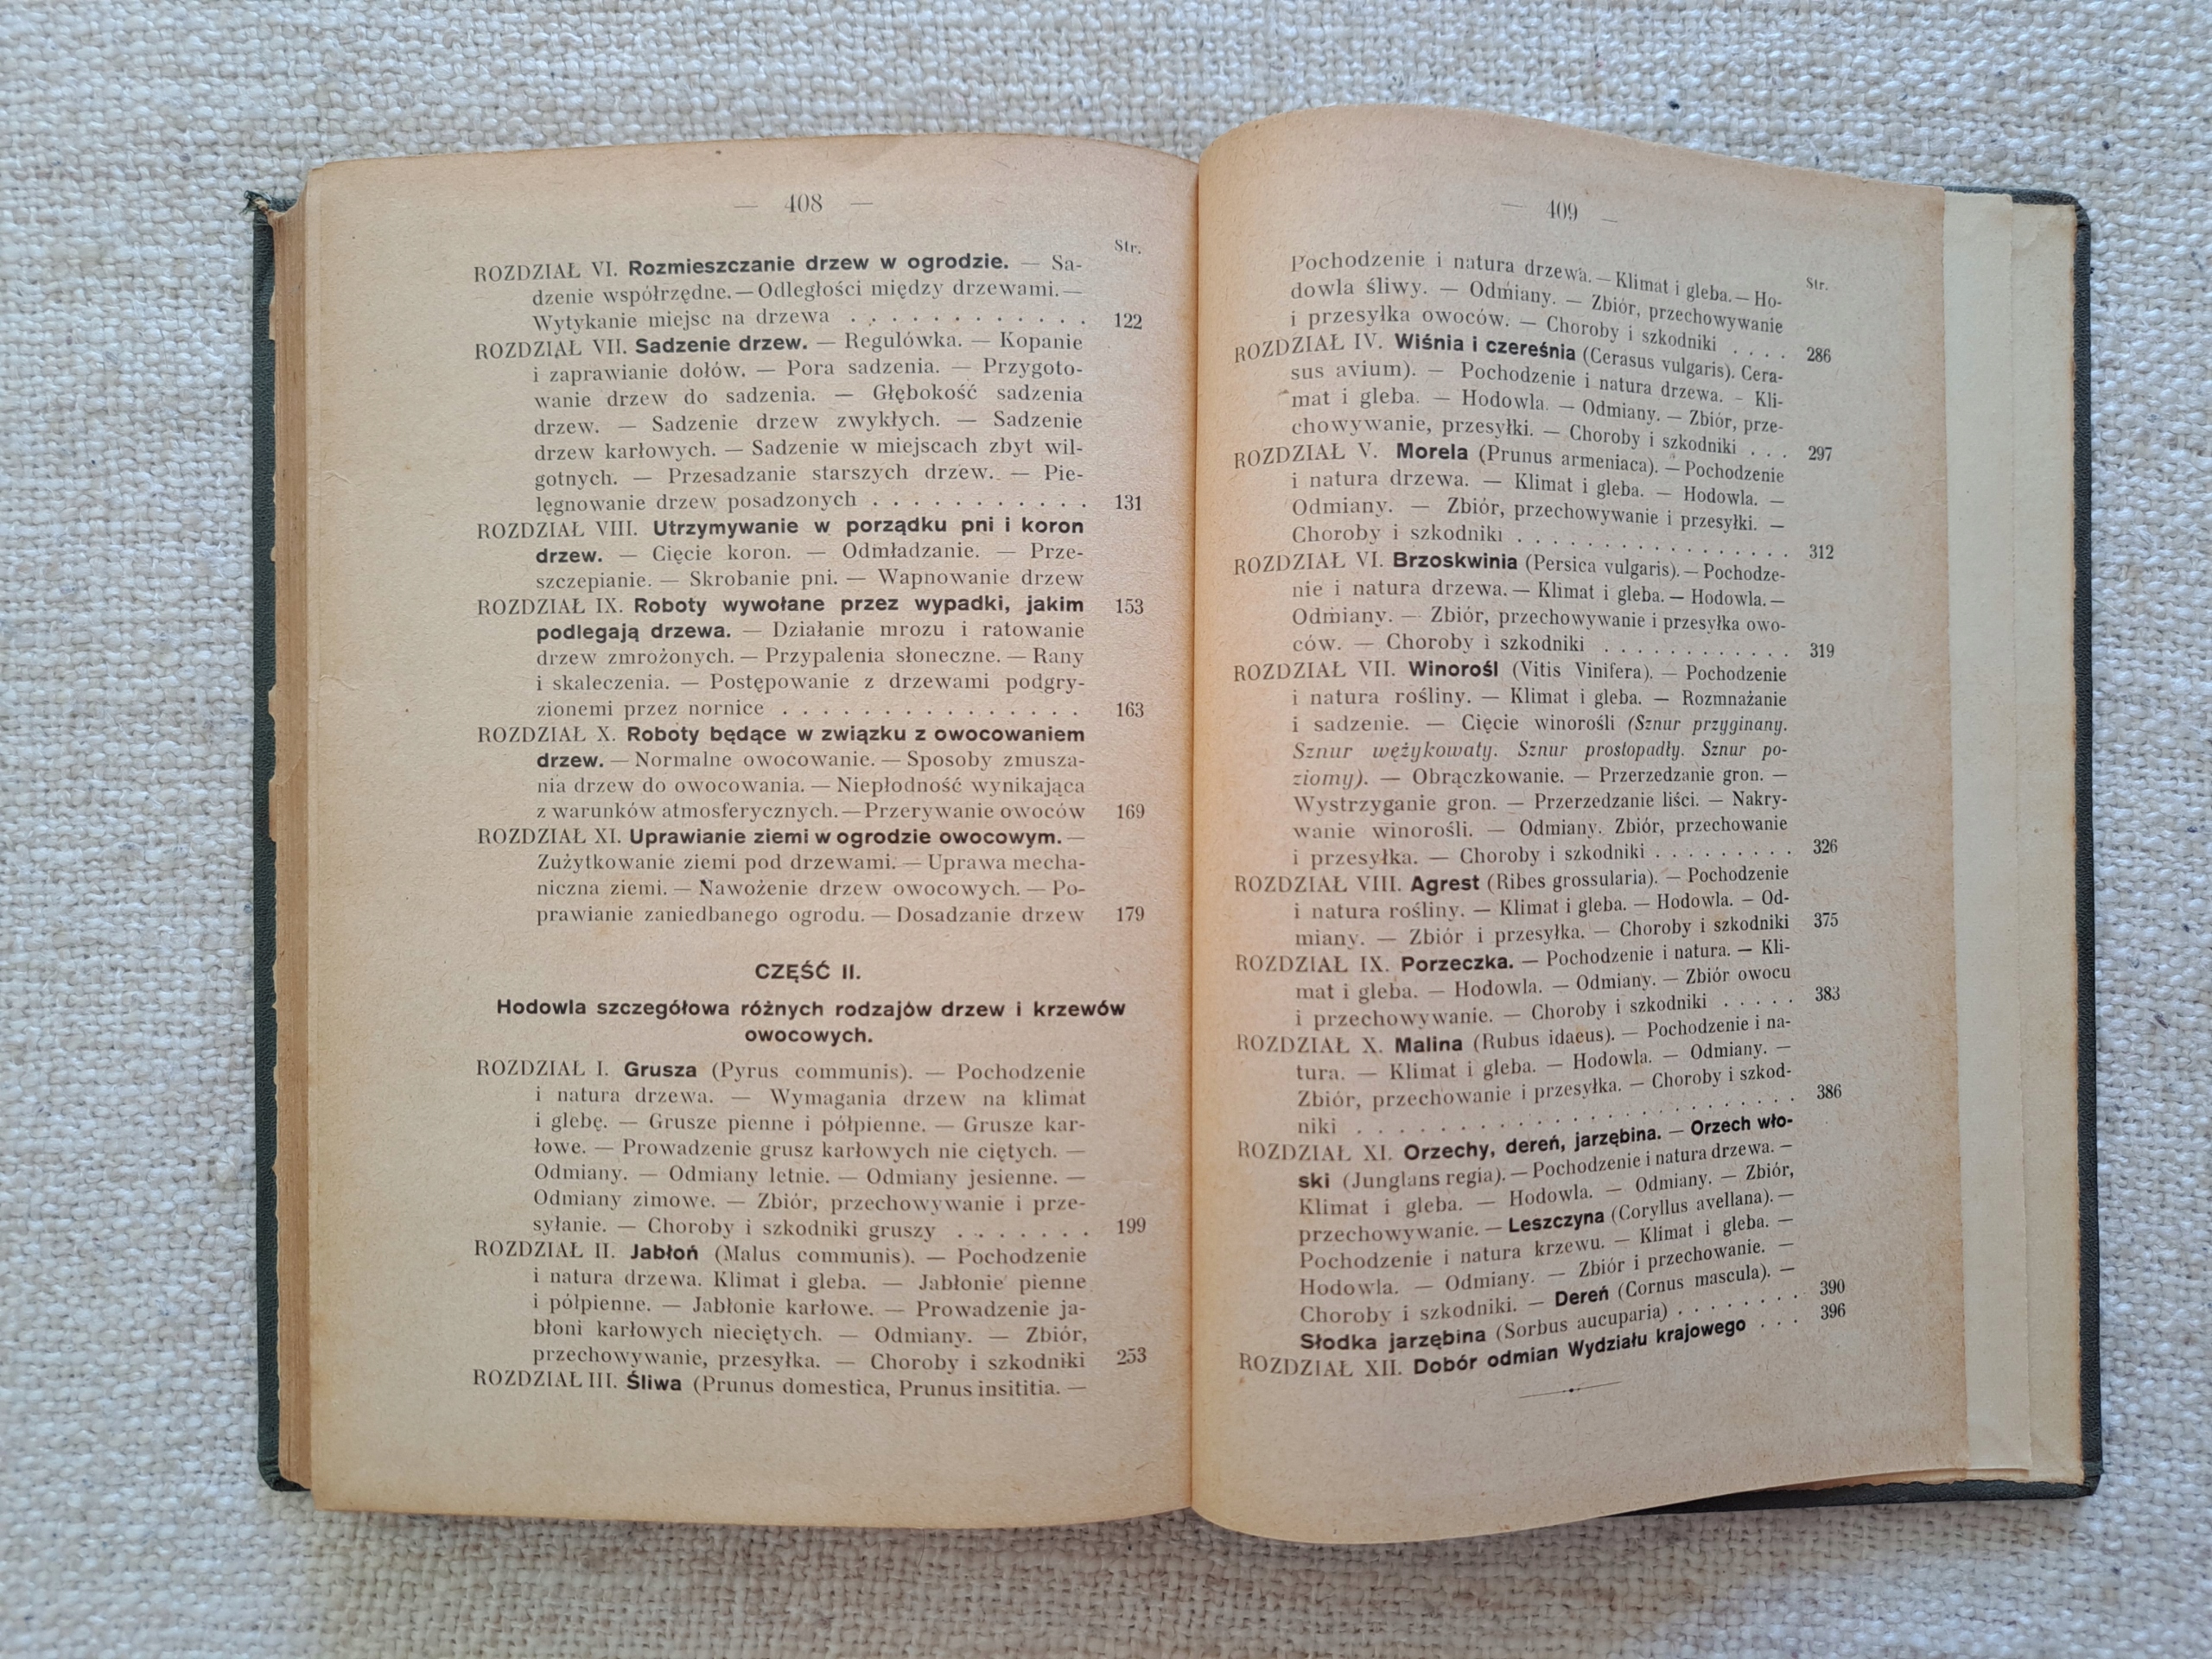 — 408 —
Str.
ROZDZIAŁ VI. Rozmieszczanie drzew w ogrodzie. — Sa-
dzenie współrzędne. — Odległości między drzewami. —
Wytykanie miejsc na drzewa . . . . . . . . . . . . 122
ROZDZIAŁ VII. Sadzenie drzew. — Regulówka. — Kopanie
i zaprawianie dołów. — Pora sadzenia. — Przygoto-
wanie drzew do sadzenia. — Głębokość sadzenia
drzew. — Sadzenie drzew zwykłych. — Sadzenie
drzew karłowych. — Sadzenie w miejscach zbyt wil-
gotnych. — Przesadzanie starszych drzew. — Pie-
lęgnowanie drzew posadzonych . . . . . . . . . . . 131
ROZDZIAŁ VIII. Utrzymywanie w porządku pni i koron
drzew. — Cięcie koron. — Odmładzanie. — Prze-
szczepianie. — Skrobanie pni. — Wapnowanie drzew
ROZDZIAŁ IX. Roboty wywołane przez wypadki, jakim 153
podlegają drzewa. — Działanie mrozu i ratowanie
drzew zmrożonych. — Przypalenia słoneczne. — Rany
i skaleczenia. — Postępowanie z drzewami podgry-
zionemi przez nornice . . . . . . . . . . . . . . . 163
ROZDZIAŁ X. Roboty będące w związku z owocowaniem
drzew. — Normalne owocowanie. — Sposoby zmusza-
nia drzew do owocowania. — Niepłodność wynikająca
z warunków atmosferycznych. — Przerywanie owoców 169
ROZDZIAŁ XI. Uprawianie ziemi w ogrodzie owocowym. —
Zużytkowanie ziemi pod drzewami. — Uprawa mecha-
niczna ziemi. — Nawożenie drzew owocowych. — Po-
prawianie zaniedbanego ogrodu. — Dosadzanie drzew 179
CZĘŚĆ II.
Hodowla szczegółowa różnych rodzajów drzew i krzewów
owocowych.
ROZDZIAŁ I. Grusza (Pyrus communis). — Pochodzenie
i natura drzewa. — Wymagania drzew na klimat
i glebę. — Grusze pienne i półpienne. — Grusze kar-
łowe. — Prowadzenie grusz karłowych nie ciętych. —
Odmiany. — Odmiany letnie. — Odmiany jesienne. —
Odmiany zimowe. — Zbiór, przechowywanie i prze-
syłanie. — Choroby i szkodniki gruszy . . . . . . . 199
ROZDZIAŁ II. Jabłoń (Malus communis). — Pochodzenie
i natura drzewa. Klimat i gleba. — Jabłonie pienne
i półpienne. — Jabłonie karłowe. — Prowadzenie ja-
błoni karłowych nieciętych. — Odmiany. — Zbiór,
przechowywanie, przesyłka. — Choroby i szkodniki 253
ROZDZIAŁ III. Śliwa (Prunus domestica, Prunus insititia. —
— 409 —
Str.
Pochodzenie i natura drzewa. — Klimat i gleba. — Ho-
dowla śliwy. — Odmiany. — Zbiór, przechowywanie
i przesyłka owoców. — Choroby i szkodniki . . . . 286
ROZDZIAŁ IV. Wiśnia i czereśnia (Cerasus vulgaris). Cera-
sus avium). — Pochodzenie i natura drzewa. - Kli-
mat i gleba. — Hodowla. — Odmiany. — Zbiór, prze-
chowywanie, przesyłki. — Choroby i szkodniki . . . 297
ROZDZIAŁ V. Morela (Prunus armeniaca). — Pochodzenie
i natura drzewa. — Klimat i gleba. — Hodowla. —
Odmiany. — Zbiór, przechowywanie i przesyłki. —
Choroby i szkodniki . . . . . . . . . . . . . . . . 312
ROZDZIAŁ VI. Brzoskwinia (Persica vulgaris). — Pochodze-
nie i natura drzewa. — Klimat i gleba. — Hodowla. —
Odmiany. — Zbiór, przechowywanie i przesyłka owo-
ców. — Choroby i szkodniki . . . . . . . . . . . . 319
ROZDZIAŁ VII. Winorośl (Vitis Vinifera). — Pochodzenie
i natura rośliny. — Klimat i gleba. — Rozmnażanie
i sadzenie. — Cięcie winorośli (Sznur przyginany.
Sznur wężykowaty. Sznur prostopadły. Sznur po-
ziomy). — Obrączkowanie. — Przerzedzanie gron. —
Wystrzyganie gron. — Przerzedzanie liści. — Nakry-
wanie winorośli. — Odmiany. Zbiór, przechowanie
i przesyłka. — Choroby i szkodniki . . . . . . . . . 326
ROZDZIAŁ VIII. Agrest (Ribes grossularia). — Pochodzenie
i natura rośliny. — Klimat i gleba. — Hodowla. — Od-
miany. — Zbiór i przesyłka. — Choroby i szkodniki 375
ROZDZIAŁ IX. Porzeczka. — Pochodzenie i natura. — Kli-
mat i gleba. — Hodowla. — Odmiany. — Zbiór owocu
i przechowywanie. — Choroby i szkodniki . . . . . 383
ROZDZIAŁ X. Malina (Rubus idaeus). — Pochodzenie i na-
tura. — Klimat i gleba. — Hodowla. — Odmiany. —
Zbiór, przechowanie i przesyłka. — Choroby i szkod-
niki . . . . . . . . . . . . . . . . . . . . . . . 386
ROZDZIAŁ XI. Orzechy, dereń, jarzębina. — Orzech wło-
ski (Junglans regia). — Pochodzenie i natura drzewa. —
Klimat i gleba. — Hodowla. — Odmiany. — Zbiór,
przechowywanie. — Leszczyna (Coryllus avellana). —
Pochodzenie i natura krzewu. — Klimat i gleba. —
Hodowla. — Odmiany. — Zbiór i przechowanie. —
Choroby i szkodniki. — Dereń (Cornus mascula). —
Słodka jarzębina (Sorbus aucuparia) . . . . . . . . 390
ROZDZIAŁ XII. Dobór odmian Wydziału krajowego . . . 396